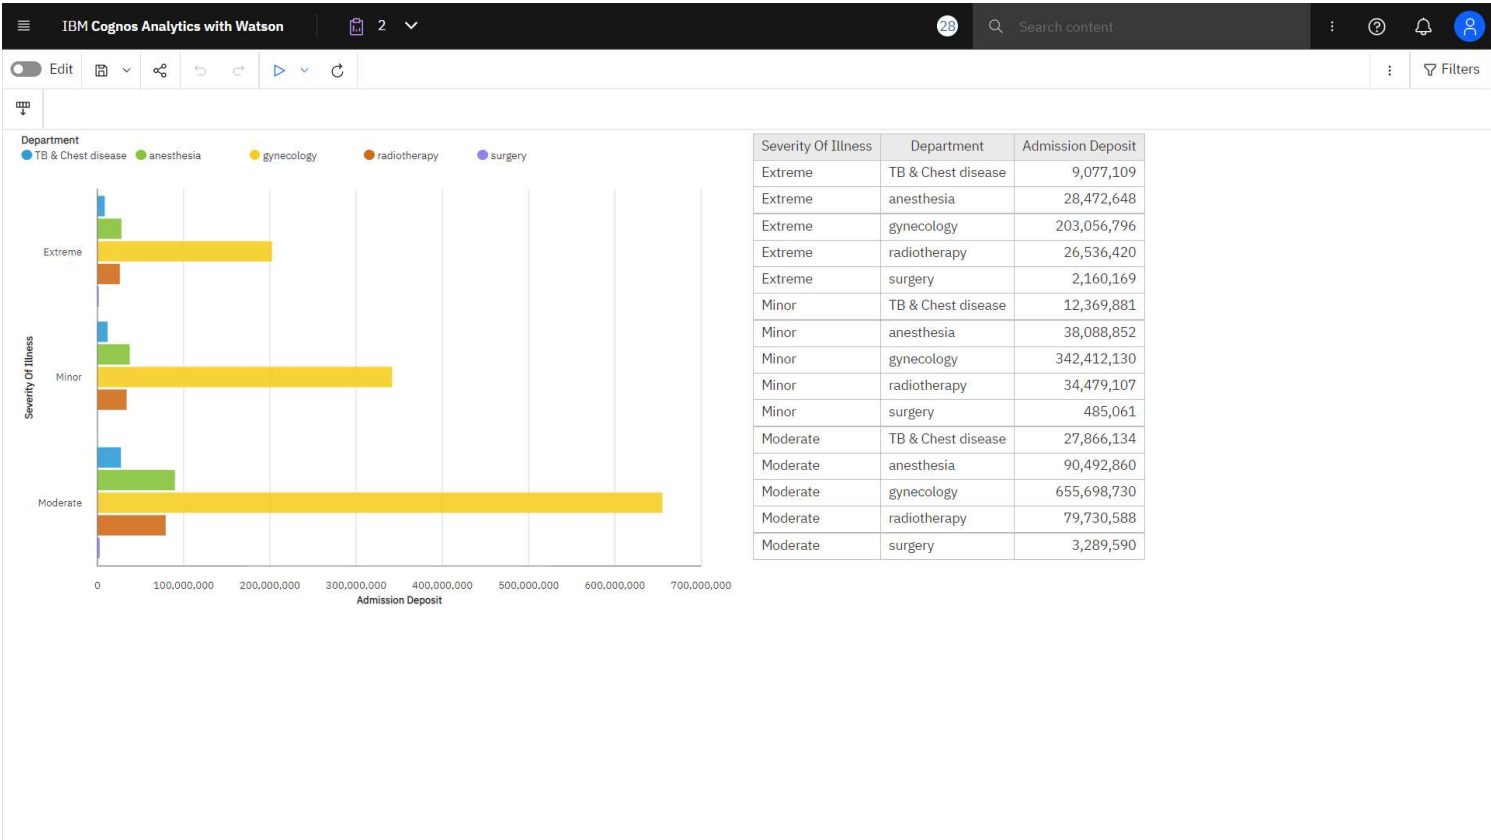 IBM Cognos Analytics with Watson 2 28 Search content
Edit Filters
Department
TB & Chest disease anesthesia gynecology radiotherapy surgery
Severity Of Illness
Extreme
Minor
Moderate
0 100,000,000 200,000,000 300,000,000 400,000,000 500,000,000 600,000,000 700,000,000
Admission Deposit
Severity Of Illness Department Admission Deposit
Extreme TB & Chest disease 9,077,109
Extreme anesthesia 28,472,648
Extreme gynecology 203,056,796
Extreme radiotherapy 26,536,420
Extreme surgery 2,160,169
Minor TB & Chest disease 12,369,881
Minor anesthesia 38,088,852
Minor gynecology 342,412,130
Minor radiotherapy 34,479,107
Minor surgery 485,061
Moderate TB & Chest disease 27,866,134
Moderate anesthesia 90,492,860
Moderate gynecology 655,698,730
Moderate radiotherapy 79,730,588
Moderate surgery 3,289,590